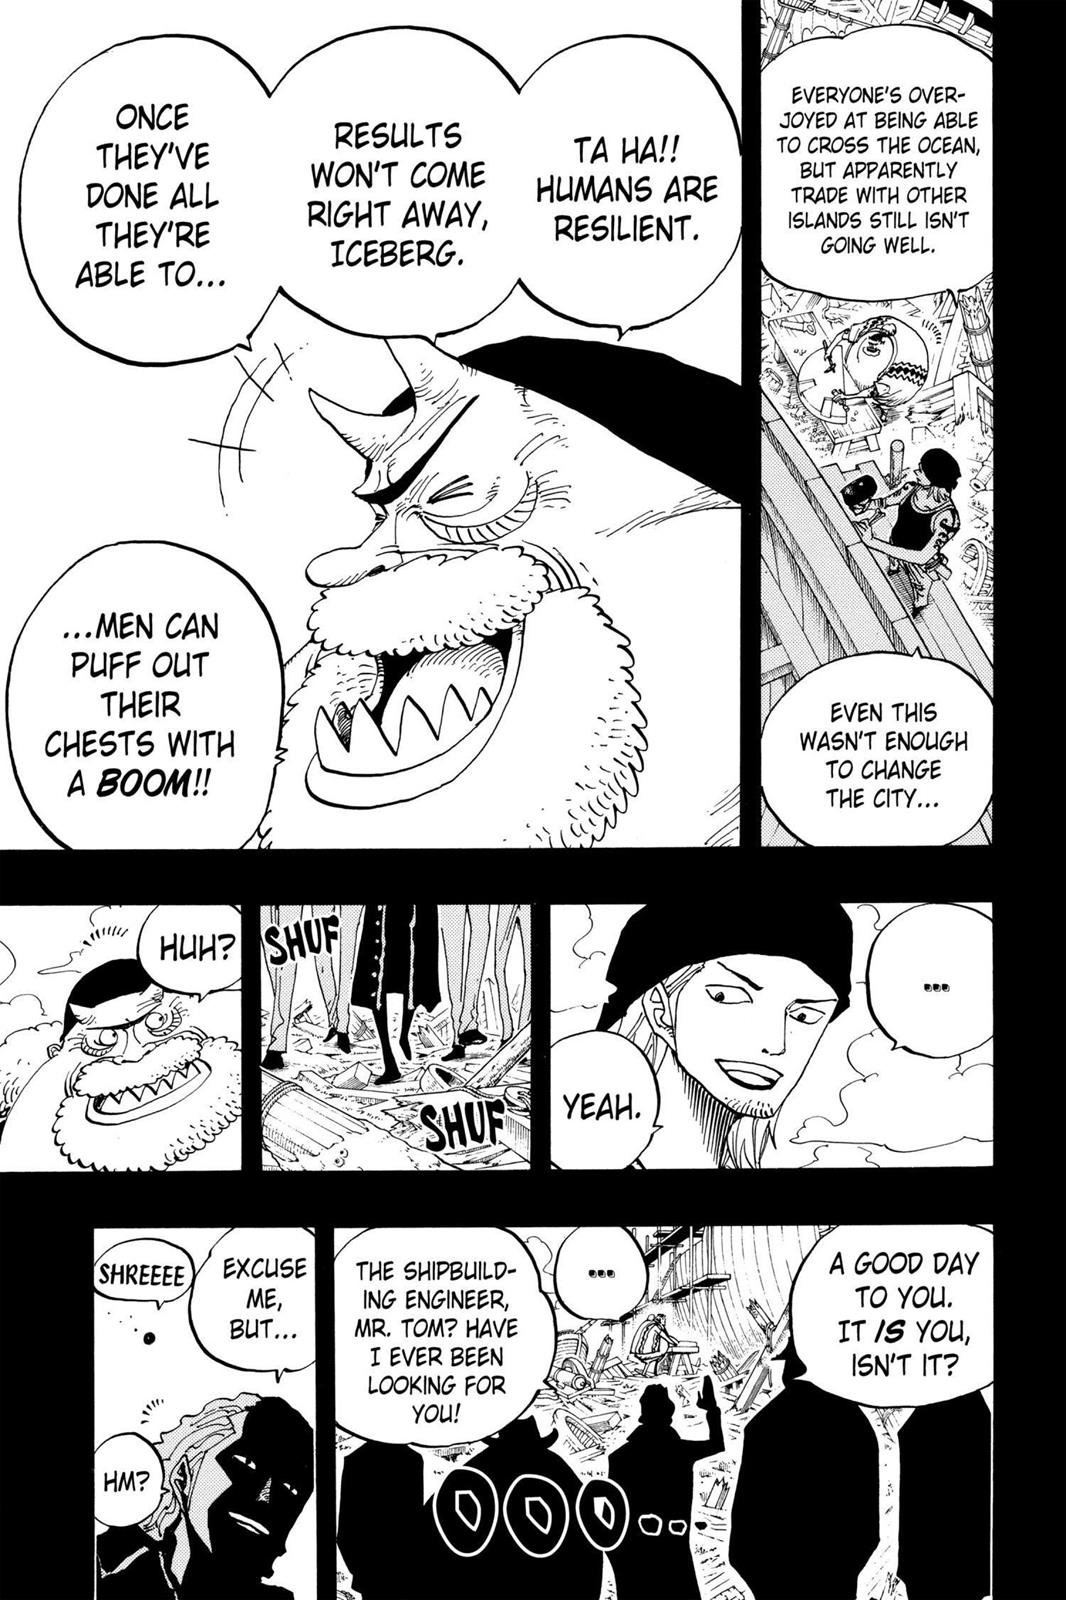 EVERYONE'S OVER-
JOYED AT BEING ABLE
TO CROSS THE OCEAN,
BUT APPARENTLY
TRADE WITH OTHER
ISLANDS STILL ISN'T
GOING WELL.
EVEN THIS
WASN'T ENOUGH
TO CHANGE
THE CITY...
TA HA!!
HUMANS ARE
RESILIENT.
RESULTS
WON'T COME
RIGHT AWAY,
ICEBERG.
ONCE
THEY'VE
DONE ALL
THEY'RE
ABLE TO...
...MEN CAN
PUFF OUT
THEIR
CHESTS WITH
A BOOM!!
...
YEAH.
SHUF
SHUF
HUH?
A GOOD DAY
TO YOU.
IT IS YOU,
ISN'T IT?
...
THE SHIPBUILD-
ING ENGINEER,
MR. TOM? HAVE
I EVER BEEN
LOOKING FOR
YOU!
EXCUSE
ME,
BUT...
SHREEEE
HM?